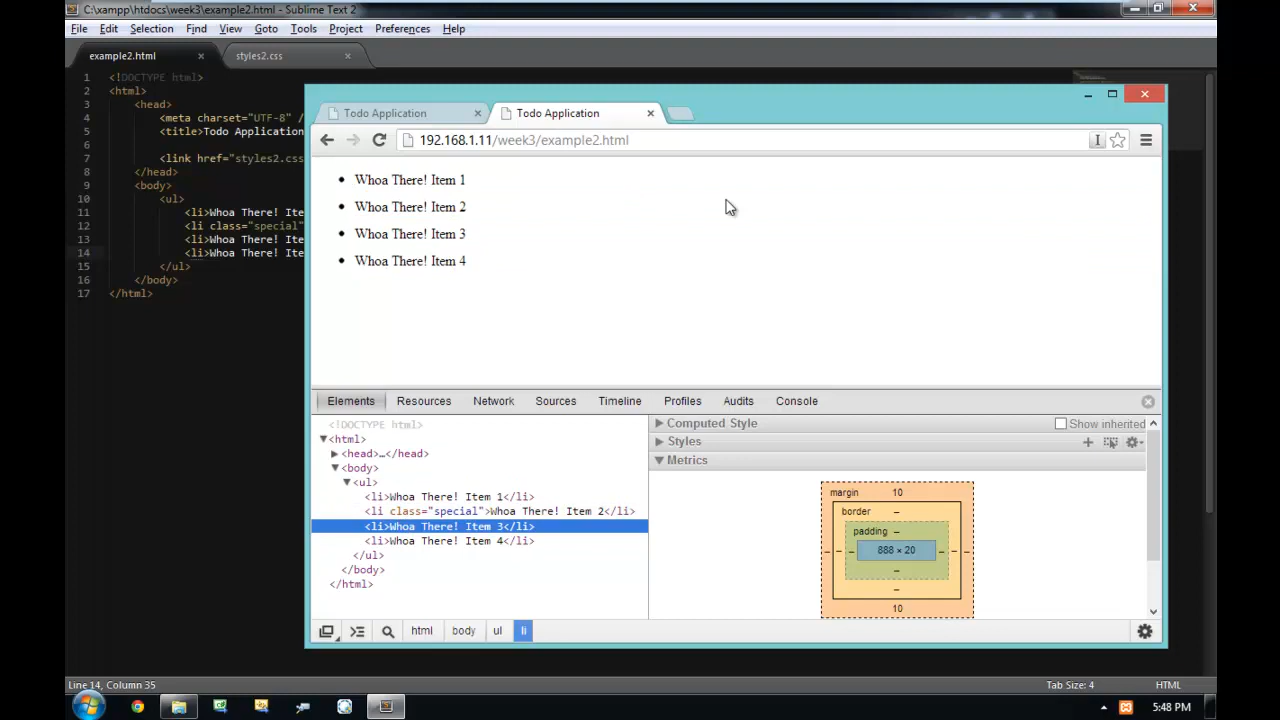 C:\xampp\htdocs\week3\example2.html - Sublime Text 2
File Edit Selection Find View Goto Tools Project Preferences Help
example2.html × styles2.css ×
1 <!DOCTYPE html>
2 <html>
3 <head>
4 <meta charset="UTF-8" /
5 <title>Todo Application
6
7 <link href="styles2.css
8 </head>
9 <body>
10 <ul>
11 <li>Whoa There! Ite
12 <li class="special"
13 <li>Whoa There! Ite
14 <li>Whoa There! Ite
15 </ul>
16 </body>
17 </html>
Todo Application × Todo Application ×
192.168.1.11/week3/example2.html
• Whoa There! Item 1
• Whoa There! Item 2
• Whoa There! Item 3
• Whoa There! Item 4
Elements Resources Network Sources Timeline Profiles Audits Console
<!DOCTYPE html>
▼<html>
▶<head>…</head>
▼<body>
▼<ul>
<li>Whoa There! Item 1</li>
<li class="special">Whoa There! Item 2</li>
<li>Whoa There! Item 3</li>
<li>Whoa There! Item 4</li>
</ul>
</body>
</html>
▶ Computed Style Show inherited
▶ Styles
▼ Metrics
margin 10
border –
padding –
– – – 888 × 20 – – –
–
–
10
html body ul li
Line 14, Column 35 Tab Size: 4 HTML
5:48 PM